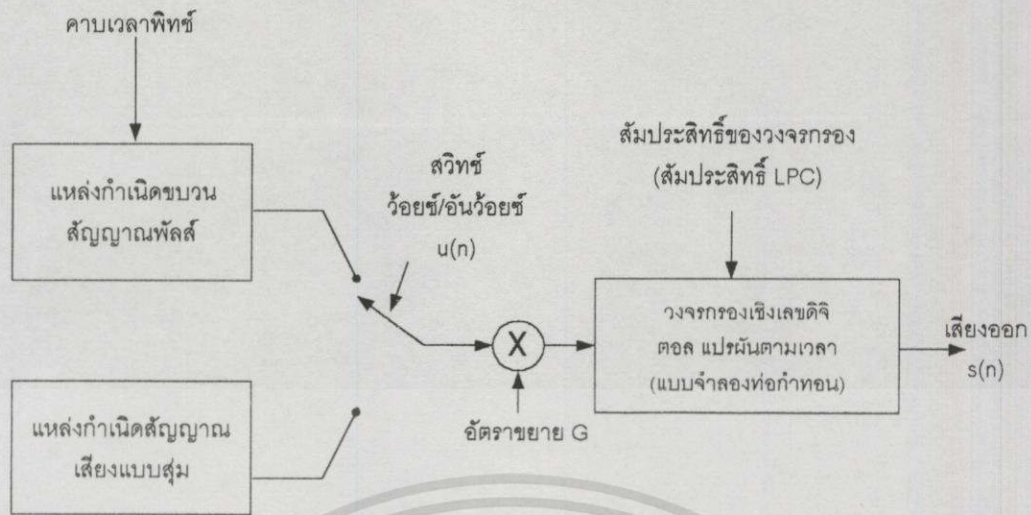 คาบเวลาพิทช์
แหล่งกำเนิดขบวน
สัญญาณพัลส์
สวิทช์
ว้อยซ์/อันว้อยซ์
u(n)
สัมประสิทธิ์ของวงจรกรอง
(สัมประสิทธิ์ LPC)
วงจรกรองเชิงเลขดิจิ
ตอล แปรผันตามเวลา
(แบบจำลองท่อกำทอน)
เสียงออก
s(n)
X
อัตราขยาย G
แหล่งกำเนิดสัญญาณ
เสียงแบบสุ่ม